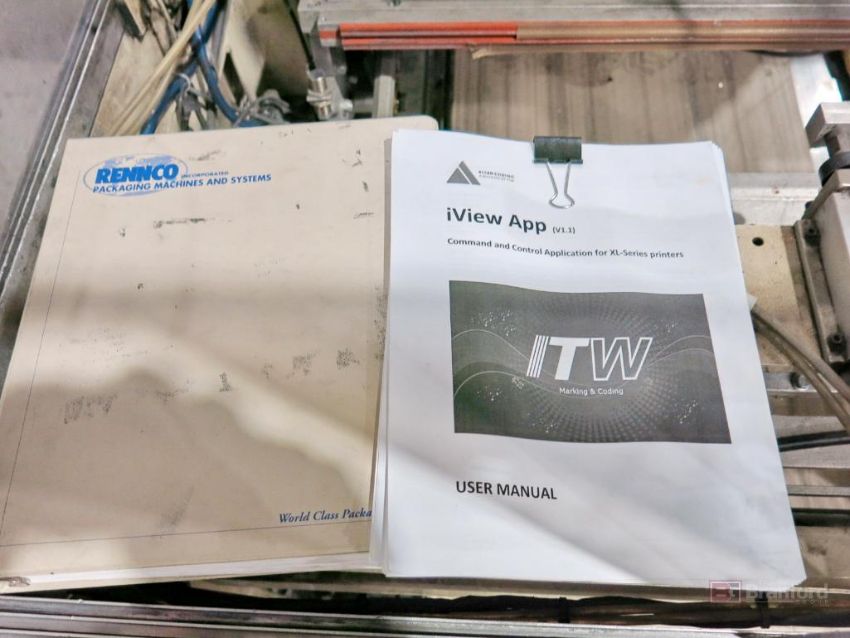 RENNCO
INCORPORATED
PACKAGING MACHINES AND SYSTEMS
World Class Packa
iView App (V1.1)
Command and Control Application for XL-Series printers
ITW
Marking & Coding
USER MANUAL
Branford